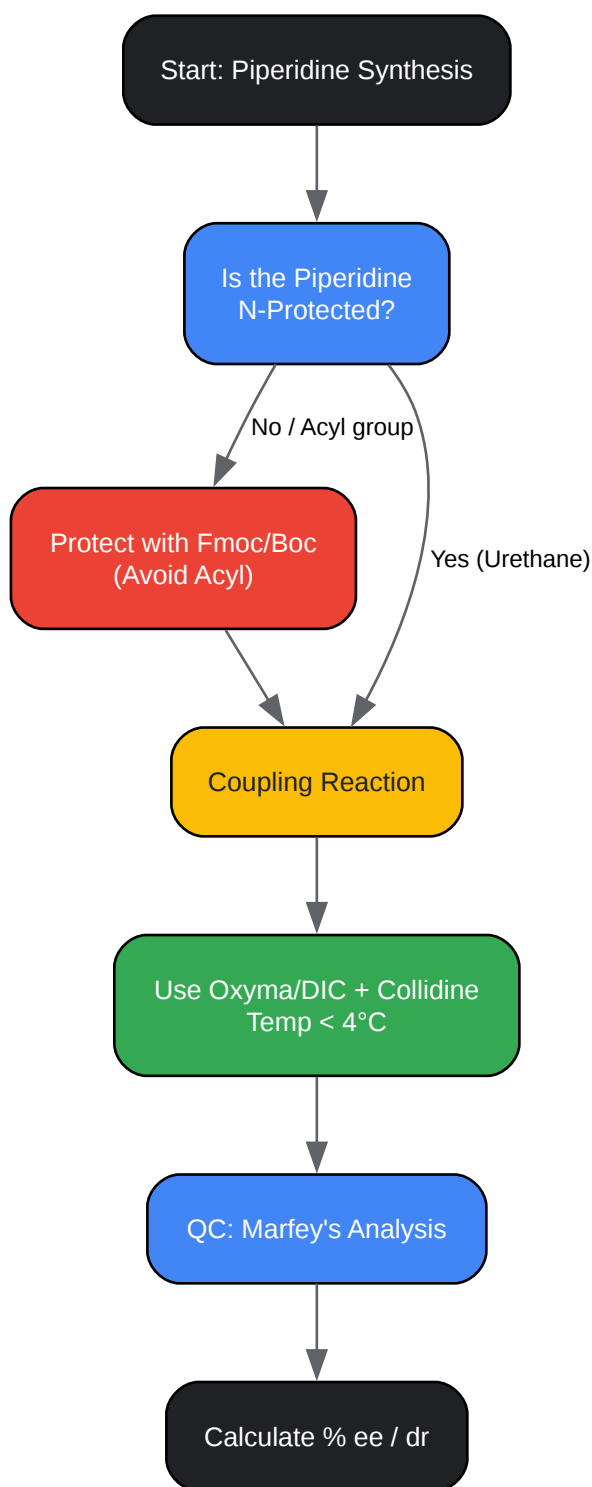 Start: Piperidine Synthesis
Is the Piperidine
N-Protected?
No / Acyl group
Protect with Fmoc/Boc
(Avoid Acyl)
Yes (Urethane)
Coupling Reaction
Use Oxyma/DIC + Collidine
Temp < 4°C
QC: Marfey's Analysis
Calculate % ee / dr